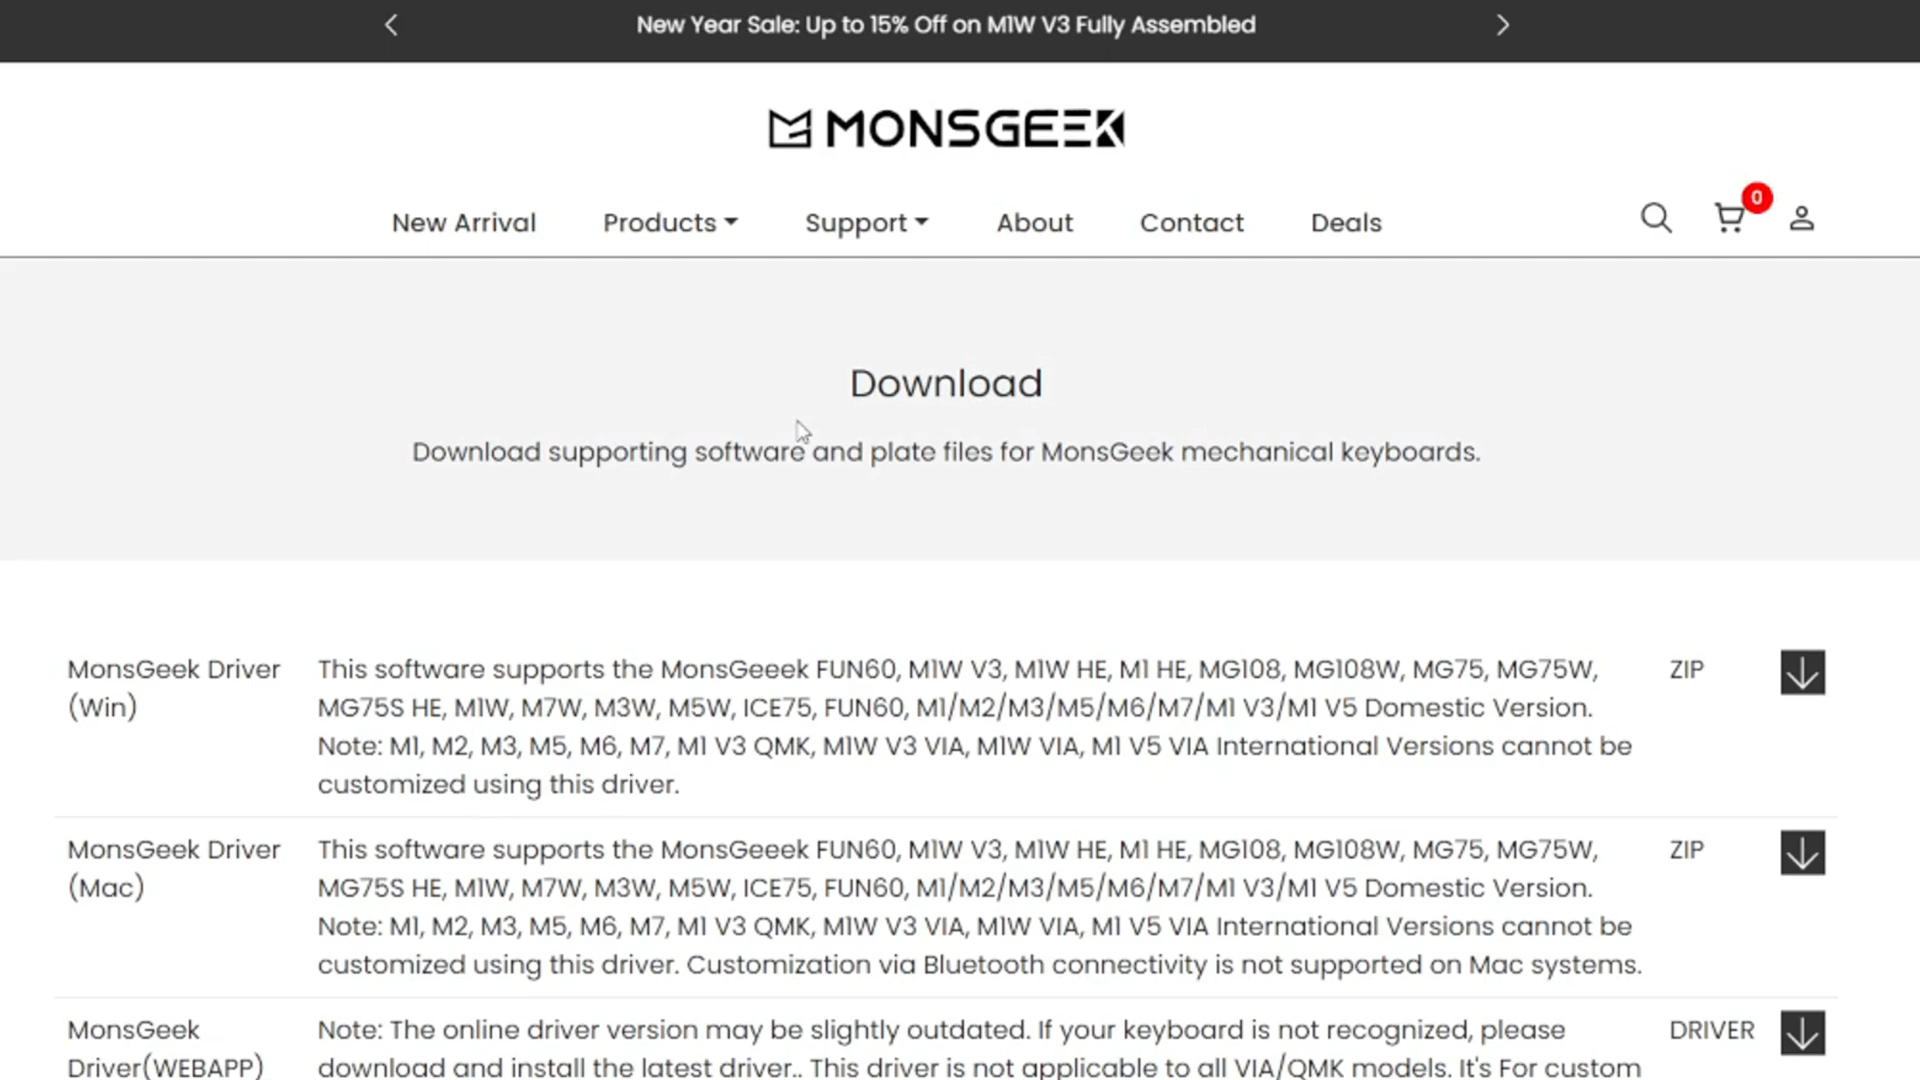 New Year Sale: Up to 15% Off on M1W V3 Fully Assembled
MONSGEEK
New Arrival Products Support About Contact Deals 0
Download
Download supporting software and plate files for MonsGeek mechanical keyboards.
MonsGeek Driver
(Win)
This software supports the MonsGeeek FUN60, M1W V3, M1W HE, M1 HE, MG108, MG108W, MG75, MG75W,
MG75S HE, M1W, M7W, M3W, M5W, ICE75, FUN60, M1/M2/M3/M5/M6/M7/M1 V3/M1 V5 Domestic Version.
Note: M1, M2, M3, M5, M6, M7, M1 V3 QMK, M1W V3 VIA, M1W VIA, M1 V5 VIA International Versions cannot be
customized using this driver.
ZIP
MonsGeek Driver
(Mac)
This software supports the MonsGeeek FUN60, M1W V3, M1W HE, M1 HE, MG108, MG108W, MG75, MG75W,
MG75S HE, M1W, M7W, M3W, M5W, ICE75, FUN60, M1/M2/M3/M5/M6/M7/M1 V3/M1 V5 Domestic Version.
Note: M1, M2, M3, M5, M6, M7, M1 V3 QMK, M1W V3 VIA, M1W VIA, M1 V5 VIA International Versions cannot be
customized using this driver. Customization via Bluetooth connectivity is not supported on Mac systems.
ZIP
MonsGeek
Driver(WEBAPP)
Note: The online driver version may be slightly outdated. If your keyboard is not recognized, please
download and install the latest driver.. This driver is not applicable to all VIA/QMK models. It's For custom
DRIVER